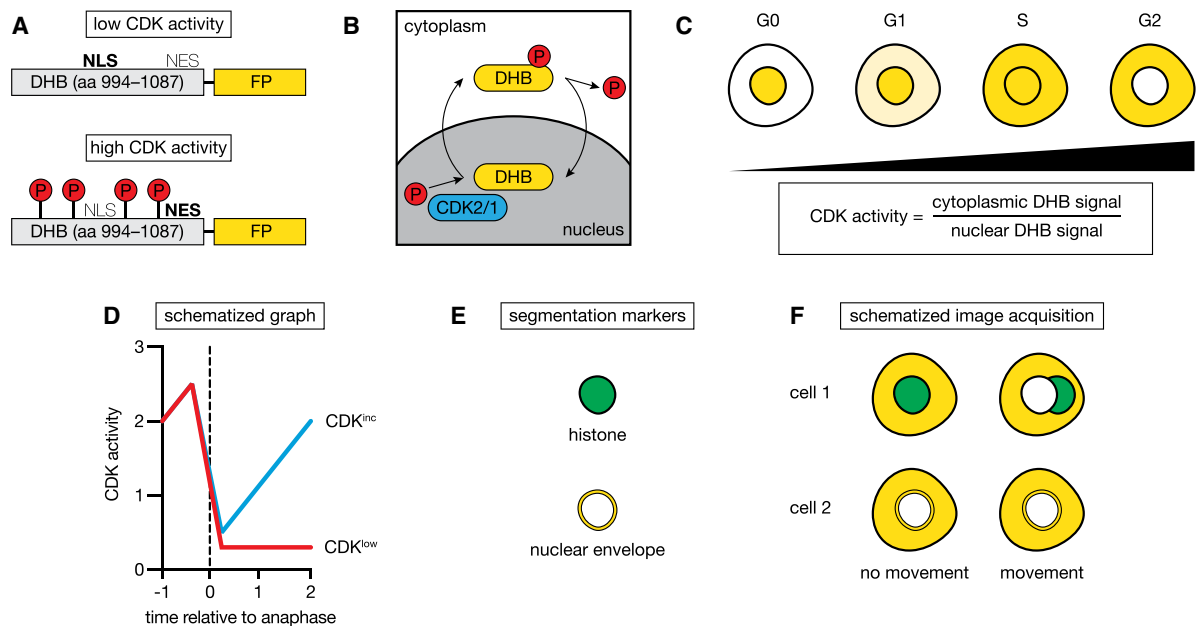 A
low CDK activity
NLS NES
DHB (aa 994–1087) FP
high CDK activity
P P P P
NLS NES
DHB (aa 994–1087) FP
B
cytoplasm
P
DHB
P
DHB
P
CDK2/1
nucleus
C
G0 G1 S G2
CDK activity = cytoplasmic DHB signal
nuclear DHB signal
D
schematized graph
3
2
1
0
CDK activity
-1 0 1 2
time relative to anaphase
CDKinc
CDKlow
E
segmentation markers
histone
nuclear envelope
F
schematized image acquisition
cell 1
cell 2
no movement movement